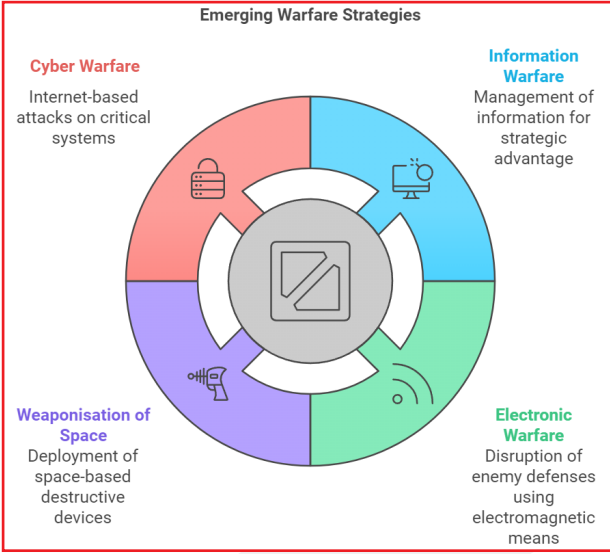 Emerging Warfare Strategies
Cyber Warfare
Internet-based
attacks on critical
systems
Information
Warfare
Management of
information for
strategic
advantage
Weaponisation of
Space
Deployment of
space-based
destructive
devices
Electronic
Warfare
Disruption of
enemy defenses
using
electromagnetic
means